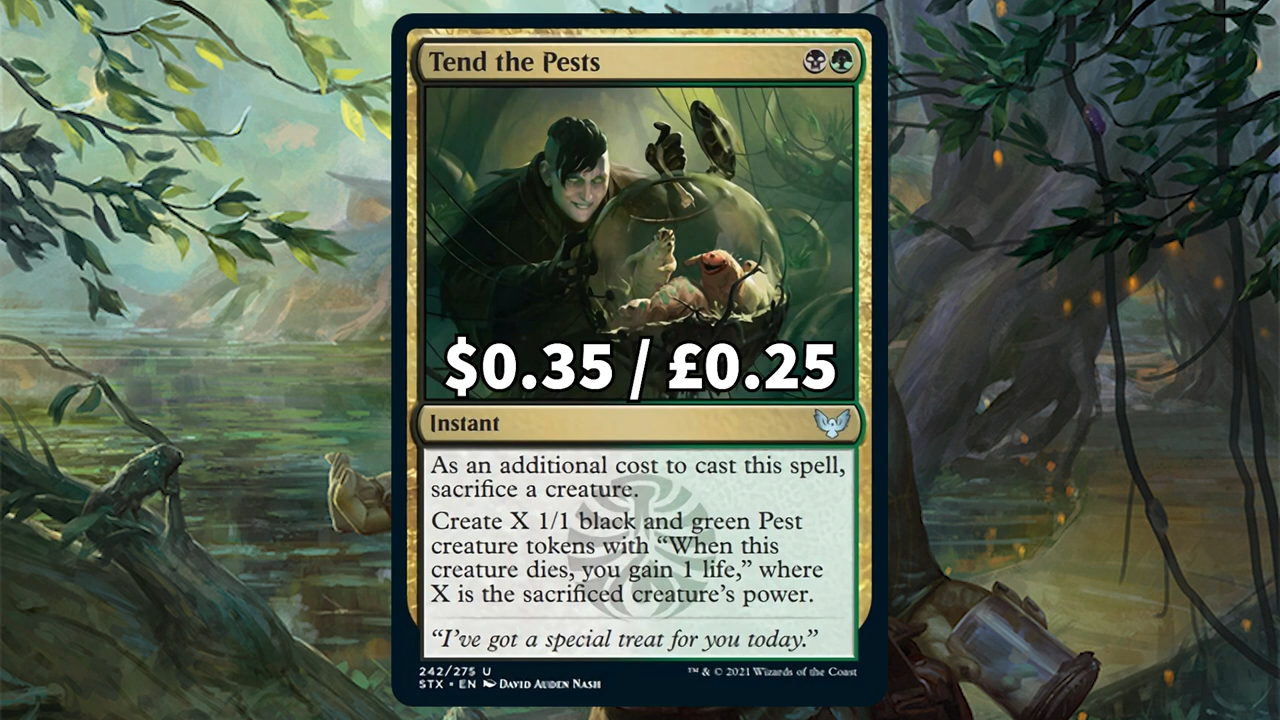 Tend the Pests
$0.35 / £0.25
Instant
As an additional cost to cast this spell,
sacrifice a creature.
Create X 1/1 black and green Pest
creature tokens with “When this
creature dies, you gain 1 life,” where
X is the sacrificed creature’s power.
“I’ve got a special treat for you today.”
242/275 U
STX • EN David Auden Nash
™ & © 2021 Wizards of the Coast